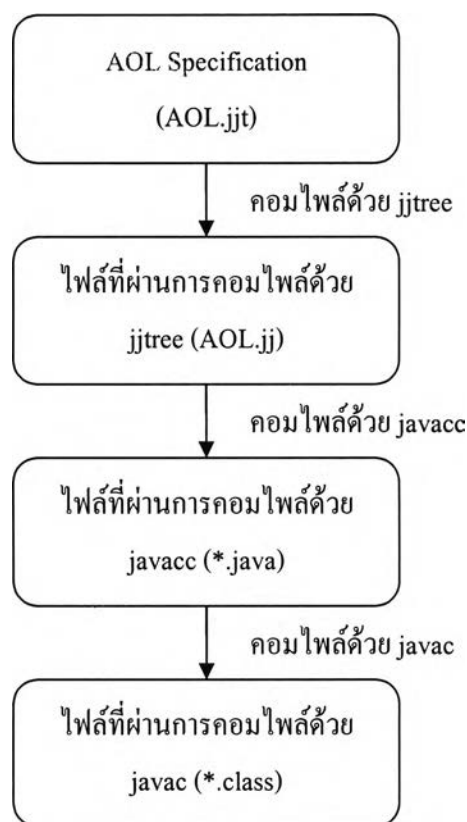 AOL Specification
(AOL.jjt)
คอมไพล์ด้วย jjtree
ไฟล์ที่ผ่านการคอมไพล์ด้วย
jjtree (AOL.jj)
คอมไพล์ด้วย javacc
ไฟล์ที่ผ่านการคอมไพล์ด้วย
javacc (*.java)
คอมไพล์ด้วย javac
ไฟล์ที่ผ่านการคอมไพล์ด้วย
javac (*.class)